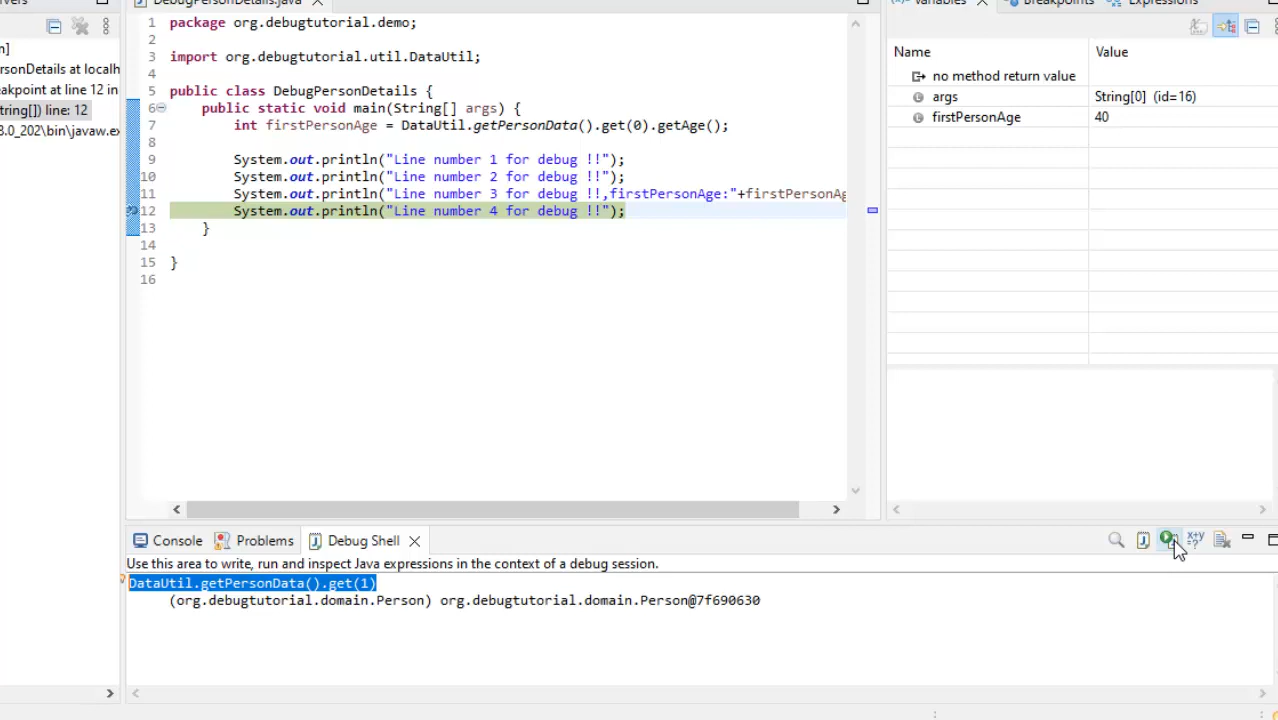 rvers
m]
rsonDetails at localh
eakpoint at line 12 in
tring[]) line: 12
8.0_202\bin\javaw.ex
DebugPersonDetails.java
1 package org.debugtutorial.demo;
2
3 import org.debugtutorial.util.DataUtil;
4
5 public class DebugPersonDetails {
6 public static void main(String[] args) {
7 int firstPersonAge = DataUtil.getPersonData().get(0).getAge();
8
9 System.out.println("Line number 1 for debug !!");
10 System.out.println("Line number 2 for debug !!");
11 System.out.println("Line number 3 for debug !!,firstPersonAge:"+firstPersonAg
12 System.out.println("Line number 4 for debug !!");
13 }
14
15 }
16
Variables Breakpoints Expressions
Name Value
no method return value
args String[0] (id=16)
firstPersonAge 40
Console Problems Debug Shell
Use this area to write, run and inspect Java expressions in the context of a debug session.
DataUtil.getPersonData().get(1)
(org.debugtutorial.domain.Person) org.debugtutorial.domain.Person@7f690630